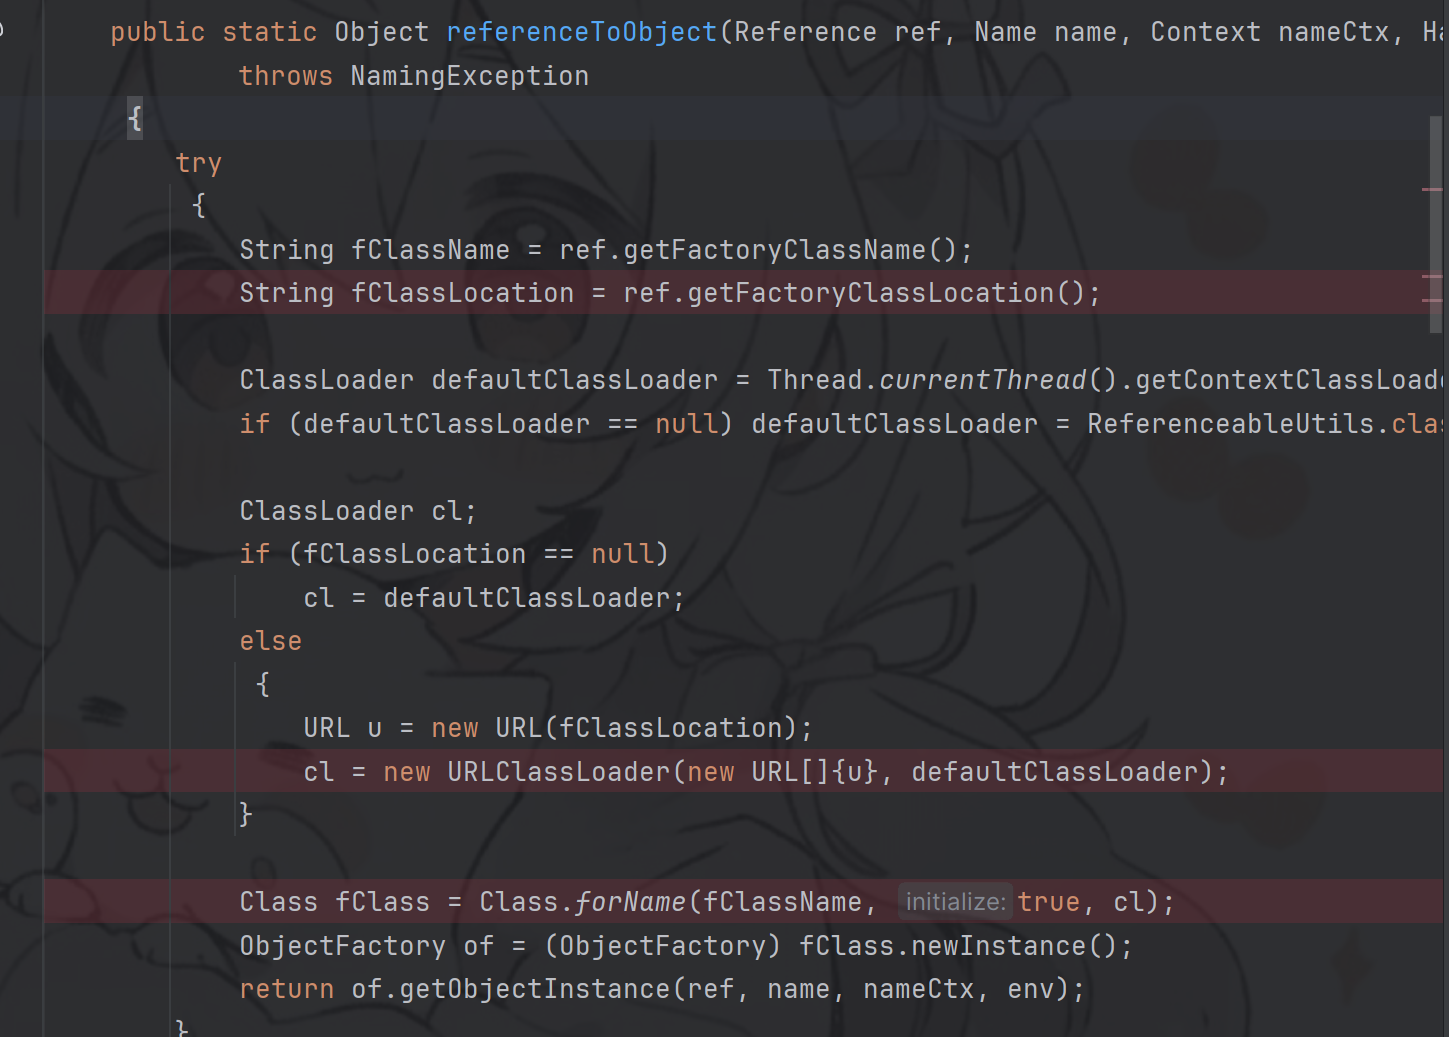 public static Object referenceToObject(Reference ref, Name name, Context nameCtx, Ha
throws NamingException
{
try
{
String fClassName = ref.getFactoryClassName();
String fClassLocation = ref.getFactoryClassLocation();
ClassLoader defaultClassLoader = Thread.currentThread().getContextClassLoade
if (defaultClassLoader == null) defaultClassLoader = ReferenceableUtils.clas
ClassLoader cl;
if (fClassLocation == null)
cl = defaultClassLoader;
else
{
URL u = new URL(fClassLocation);
cl = new URLClassLoader(new URL[]{u}, defaultClassLoader);
}
Class fClass = Class.forName(fClassName, initialize: true, cl);
ObjectFactory of = (ObjectFactory) fClass.newInstance();
return of.getObjectInstance(ref, name, nameCtx, env);
}